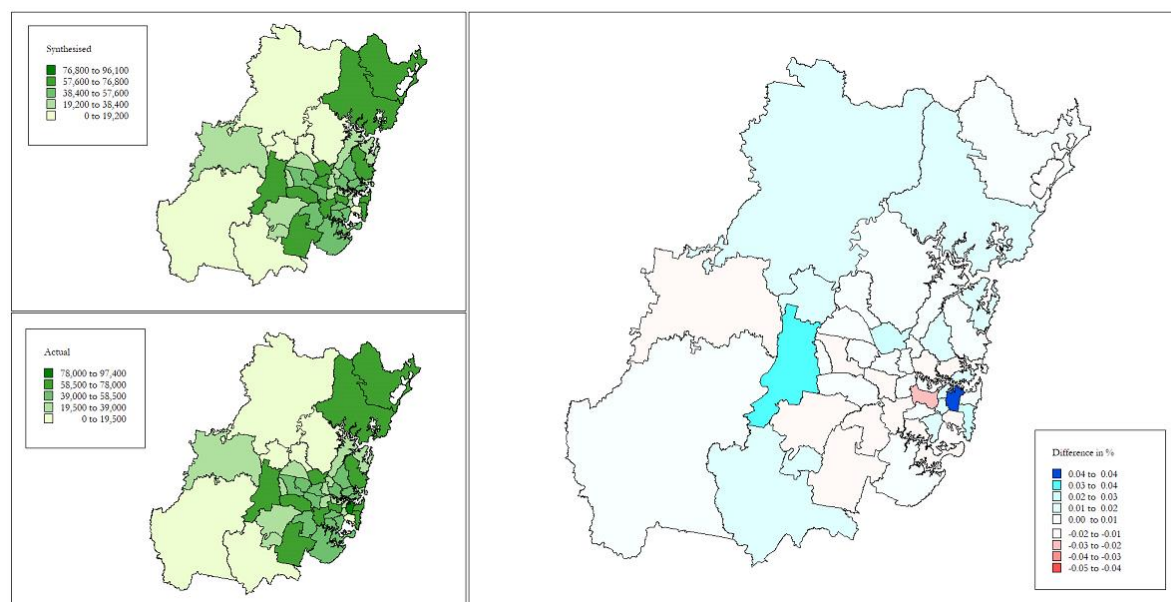 Synthesised
76,800 to 96,100
57,600 to 76,800
38,400 to 57,600
19,200 to 38,400
0 to 19,200
Actual
78,000 to 97,400
58,500 to 78,000
39,000 to 58,500
19,500 to 39,000
0 to 19,500
Difference in %
0.04 to 0.04
0.03 to 0.04
0.02 to 0.03
0.01 to 0.02
0.00 to 0.01
-0.02 to -0.01
-0.03 to -0.02
-0.04 to -0.03
-0.05 to -0.04